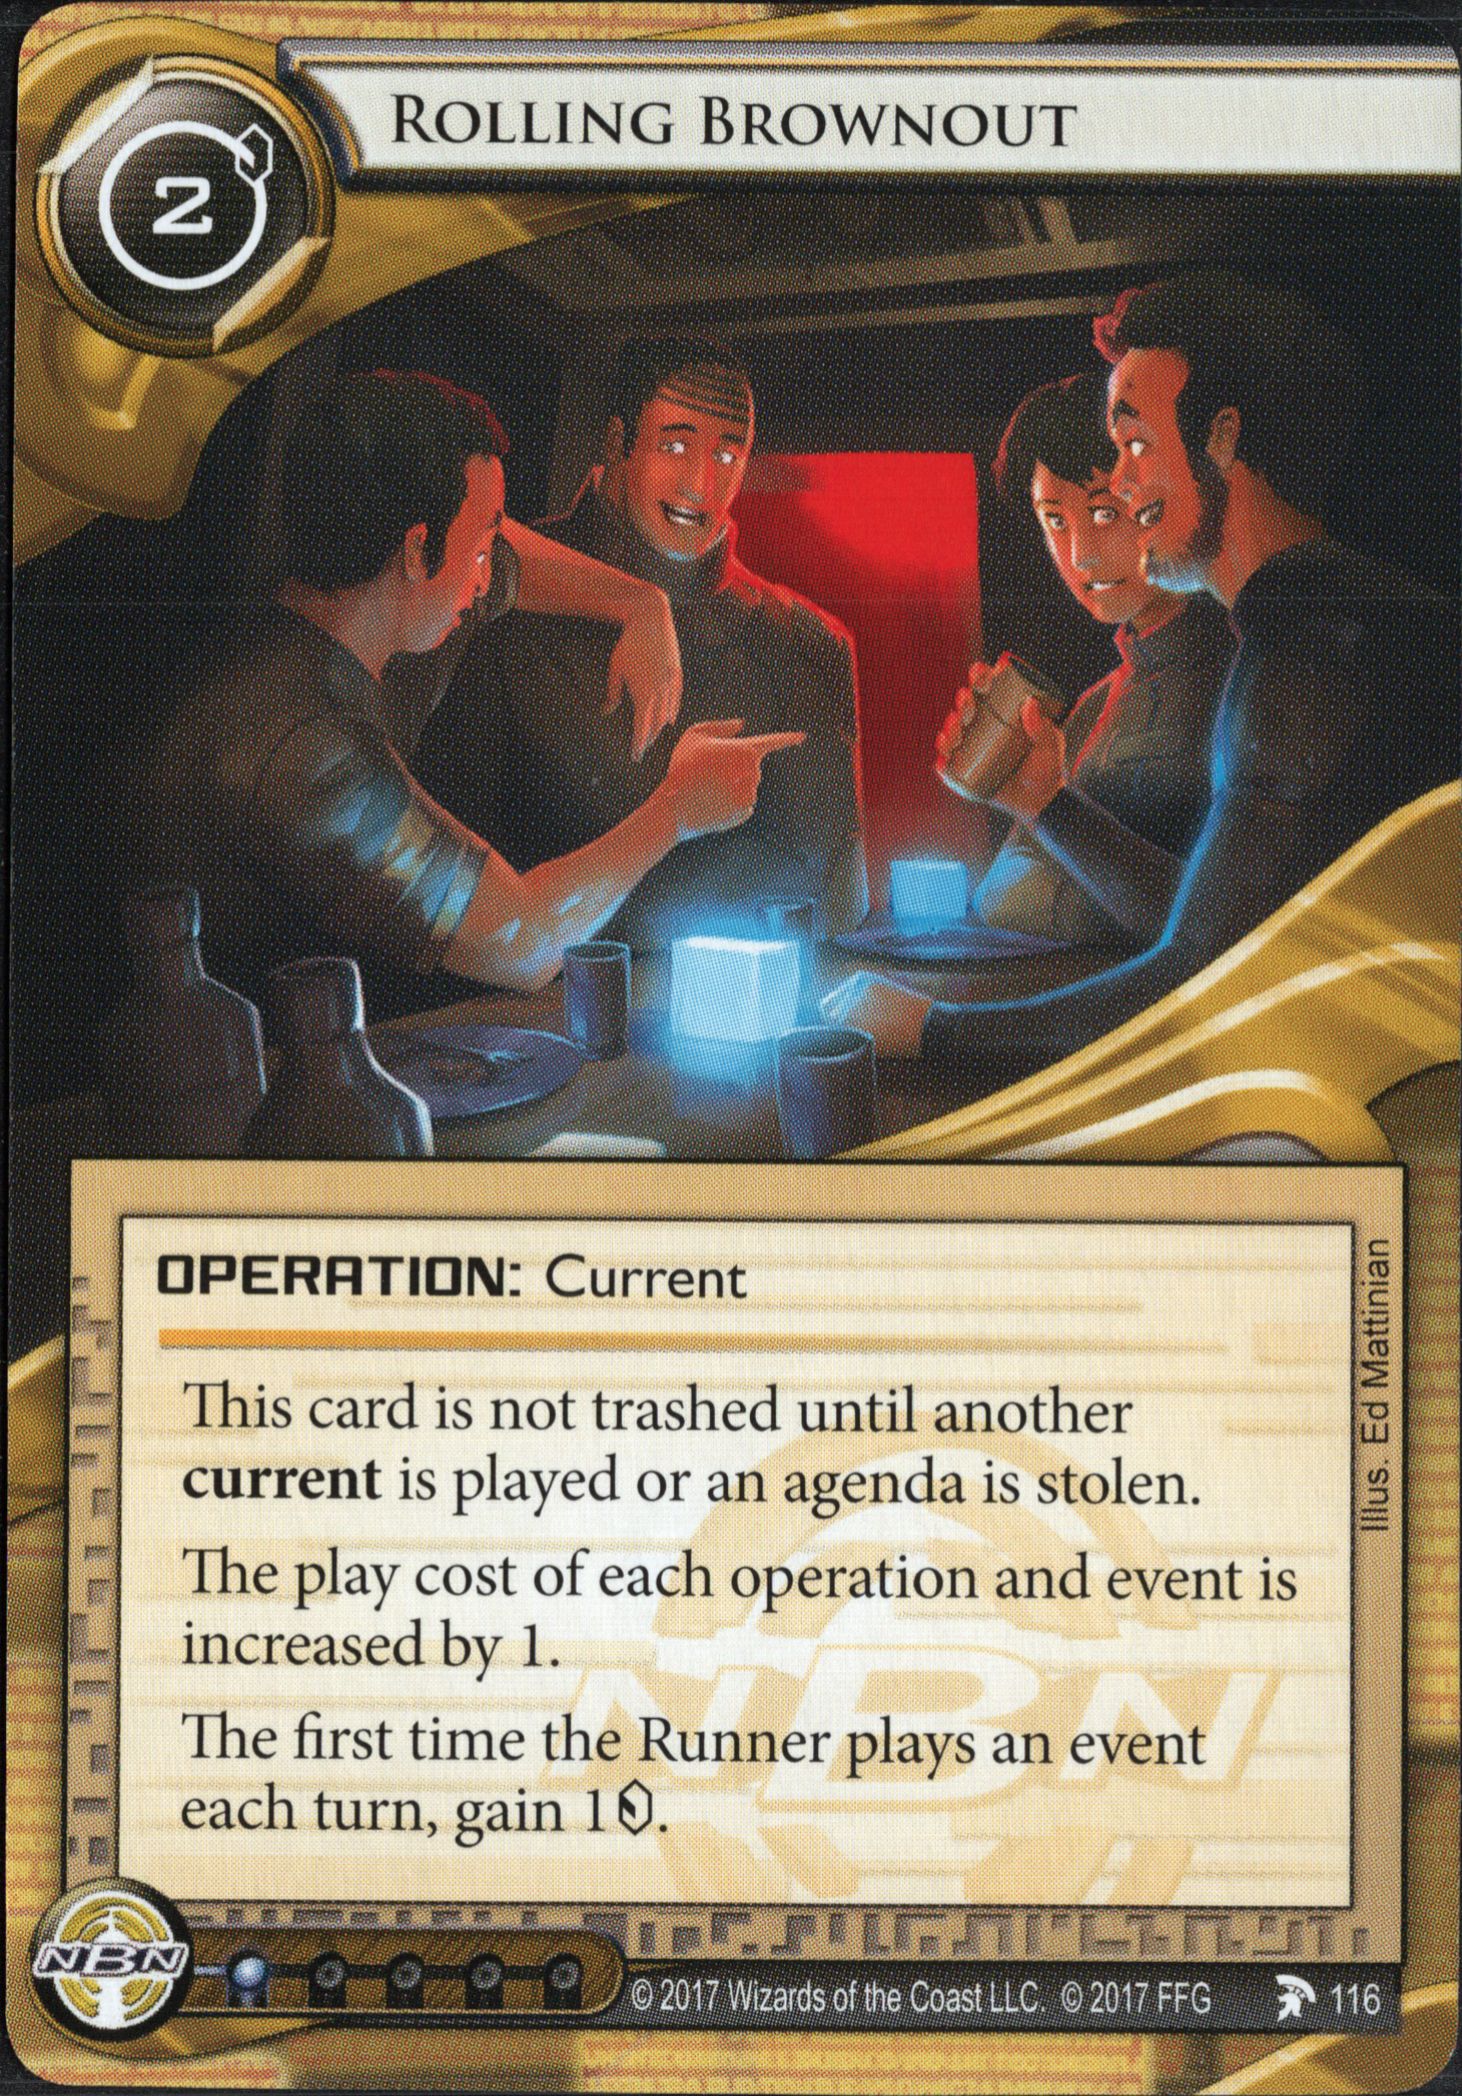 2
Rolling Brownout
OPERATION: Current
This card is not trashed until another
current is played or an agenda is stolen.
The play cost of each operation and event is
increased by 1.
The first time the Runner plays an event
each turn, gain 1.
Illus. Ed Mattinian
NBN
NBN
© 2017 Wizards of the Coast LLC. © 2017 FFG 116